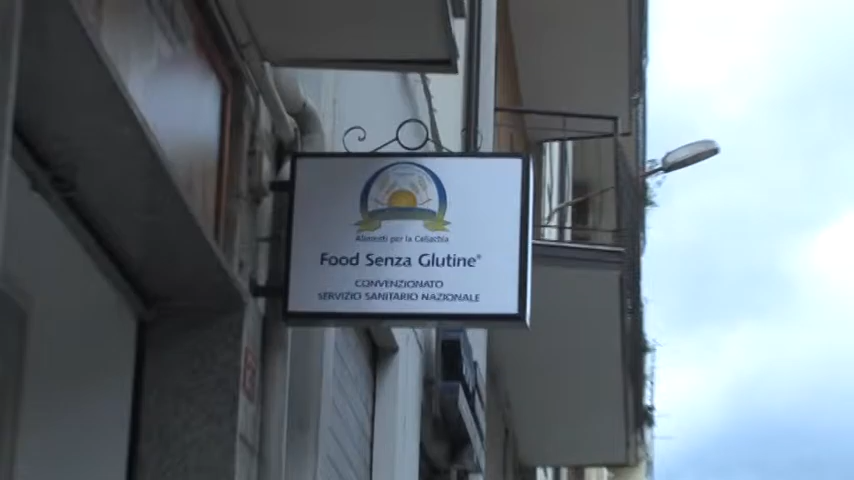 Alimenti per la Celiachia
Food Senza Glutine®
CONVENZIONATO
SERVIZIO SANITARIO NAZIONALE